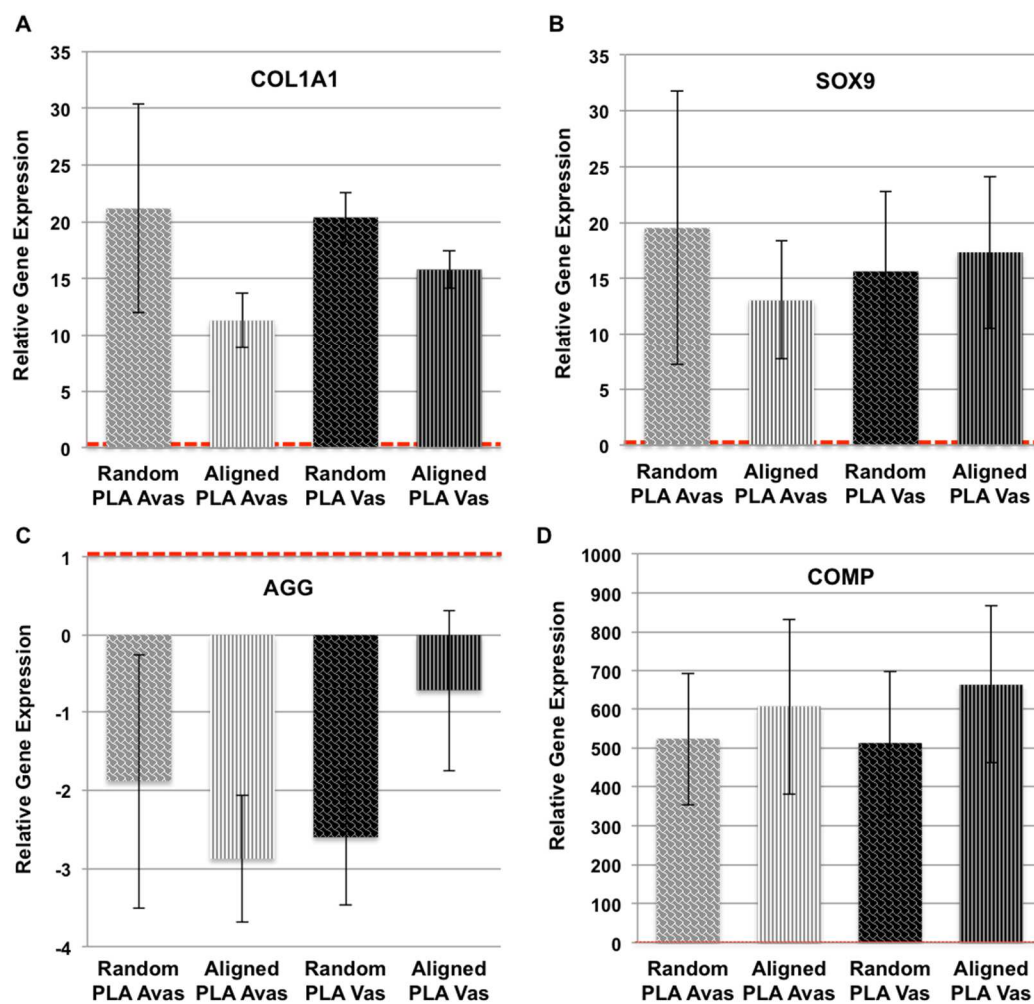 A
COL1A1
Relative Gene Expression
35
30
25
20
15
10
5
0
Random PLA Avas
Aligned PLA Avas
Random PLA Vas
Aligned PLA Vas
B
SOX9
Relative Gene Expression
35
30
25
20
15
10
5
0
Random PLA Avas
Aligned PLA Avas
Random PLA Vas
Aligned PLA Vas
C
AGG
Relative Gene Expression
1
0
-1
-2
-3
-4
Random PLA Avas
Aligned PLA Avas
Random PLA Vas
Aligned PLA Vas
D
COMP
Relative Gene Expression
1000
900
800
700
600
500
400
300
200
100
0
Random PLA Avas
Aligned PLA Avas
Random PLA Vas
Aligned PLA Vas